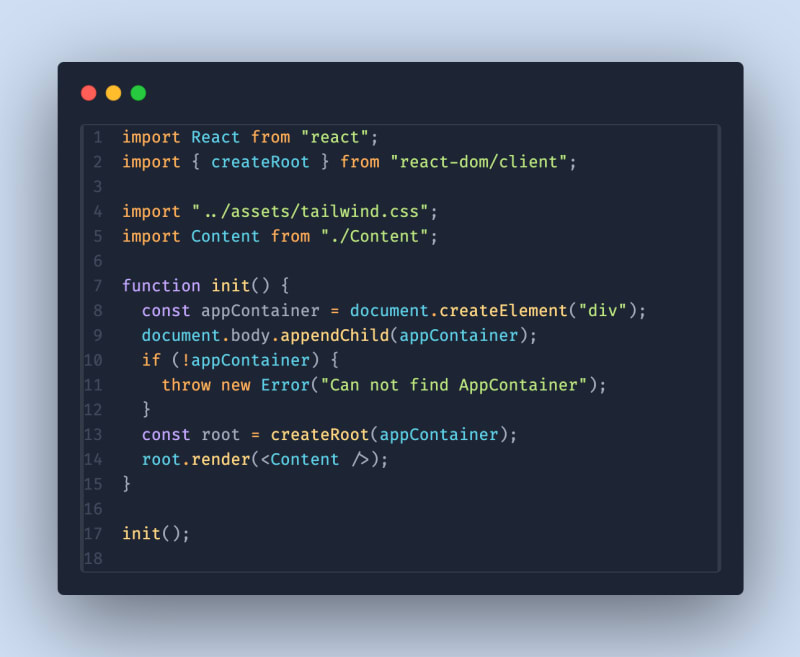 1 import React from "react";
2 import { createRoot } from "react-dom/client";
3
4 import "../assets/tailwind.css";
5 import Content from "./Content";
6
7 function init() {
8   const appContainer = document.createElement("div");
9   document.body.appendChild(appContainer);
10   if (!appContainer) {
11     throw new Error("Can not find AppContainer");
12   }
13   const root = createRoot(appContainer);
14   root.render(<Content />);
15 }
16
17 init();
18